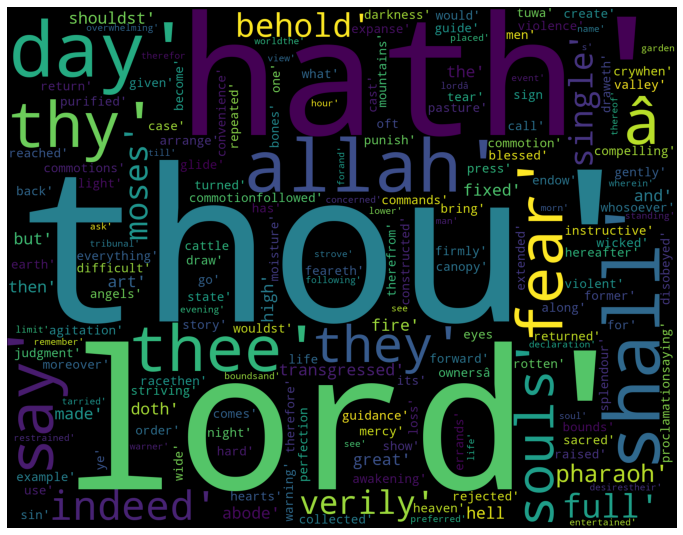 overwhelming'
shouldst'
behold'
darkness'
would'
tuwa'
create'
worldthe'
expanse'
guide'
placed'
violence'
name'
therefor'
day'
hath'
men'
return'
given'
become'
view'
what'
mountains'
s'
garden'
purified'
convenience'
one'
the'
lordâ
sign
crywhen'
draweth'
thereof'
event'
â
thy'
case'
repeated'
bones'
hour'
cast'
tear'
pasture'
call'
valley'
single'
reached'
arrange'
oft
punish'
commotion'
compelling'
commotions'
light'
glide'
allah'
press'
blessed'
forand'
endow'
gently'
wherein'
back'
moses'
turned'
commotionfollowed'
fixed'
and'
whosoever'
concerned'
commands'
morn'
standing'
ask'
has'
lower'
bring'
fear'
but'
tribunal'
cattle
moisture'
man'
instructive'
everything'
draw'
thou'
strove'
firmly'
extended'
wicked'
earth'
difficult'
therefrom'
constructed'
canopy'
hereafter'
disobeyed'
then'
angels'
art'
go'
high'
following'
feareth'
state'
violent'
former'
evening'
see'
limit'
agitation'
story'
wouldst'
along'
for'
remember'
fire'
eyes
returned'
declaration'
judgment'
thee'
they'
shall'
moreover'
life
forward'
rotten'
splendour'
boundsand'
racethen'
transgressed'
its'
ownersâ
say'
tarried'
striving'
soul'
made'
doth'
comes'
guidance'
loss'
errands'
souls'
bounds'
proclamationsaying'
restrained'
order'
night'
therefore'
mercy'
show'
life'
sacred'
warner'
hard'
perfection
lord'
great'
raised'
example'
ye'
wide'
see'
awakening'
pharaoh'
use'
hearts'
warning'
heaven'
rejected'
desirestheir'
sin'
indeed'
abode'
collected'
verily'
preferred'
hell
full'
entertained'